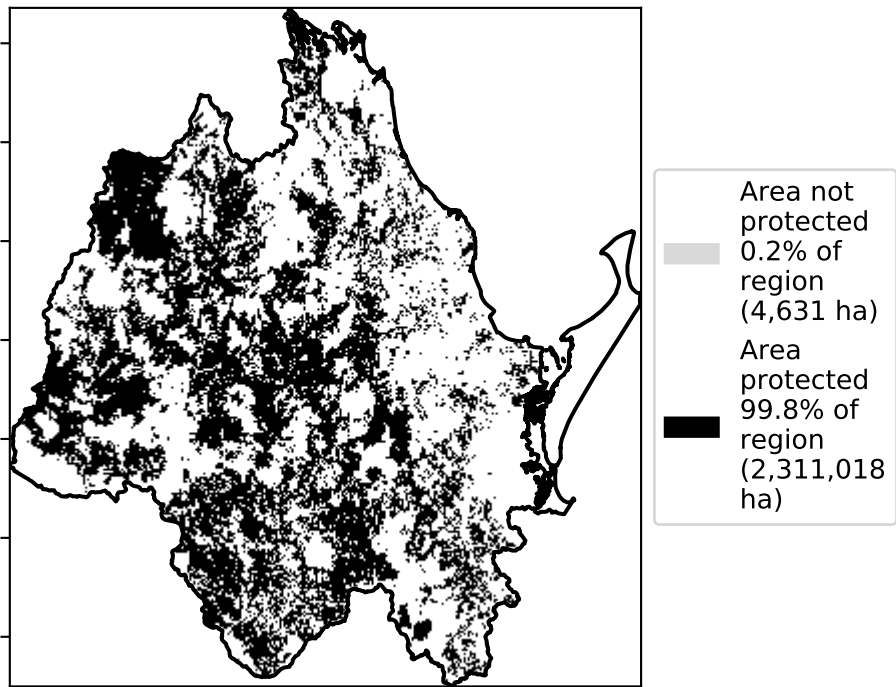 Area not
protected
0.2% of
region
(4,631 ha)
Area
protected
99.8% of
region
(2,311,018
ha)